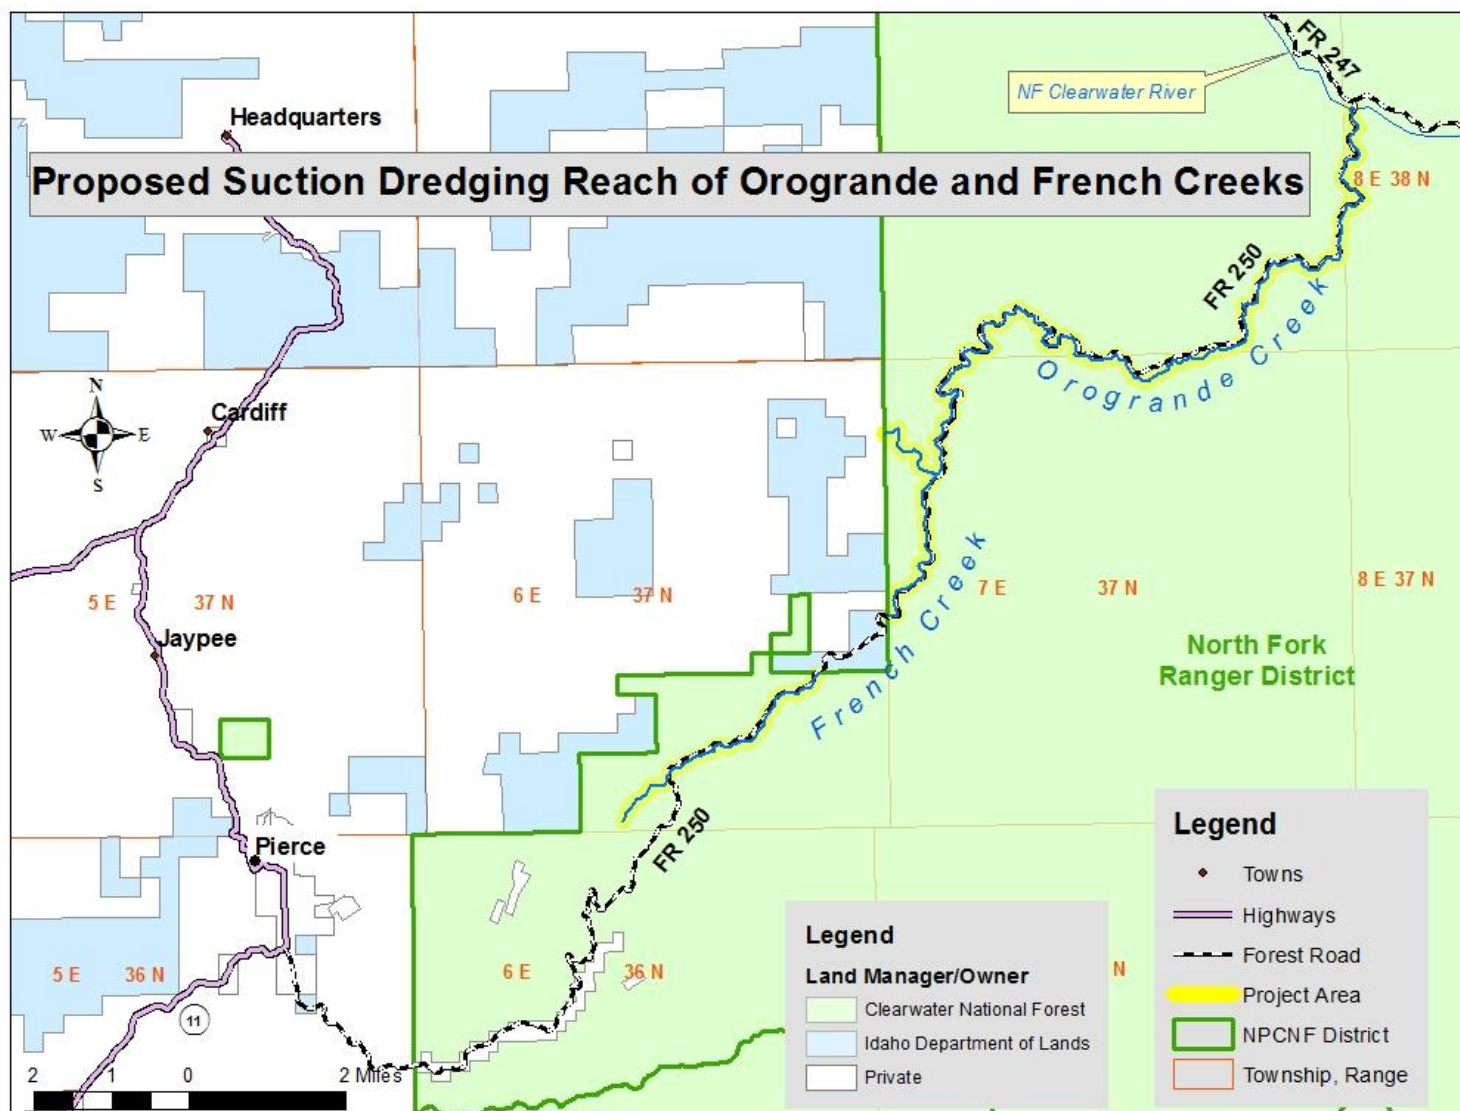 FR 247
NF Clearwater River
Headquarters
Proposed Suction Dredging Reach of Orogrande and French Creeks
8 E 38 N
FR 250
Orogrande Creek
N
W E
S
Cardiff
5 E 37 N
6 E 37 N
7 E 37 N
8 E 37 N
French Creek
Jaypee
North Fork
Ranger District
FR 250
Pierce
5 E 36 N
6 E 36 N
N
11
2 1 0 2 Miles
Legend
Land Manager/Owner
Clearwater National Forest
Idaho Department of Lands
Private
Legend
Towns
Highways
Forest Road
Project Area
NPCNF District
Township, Range